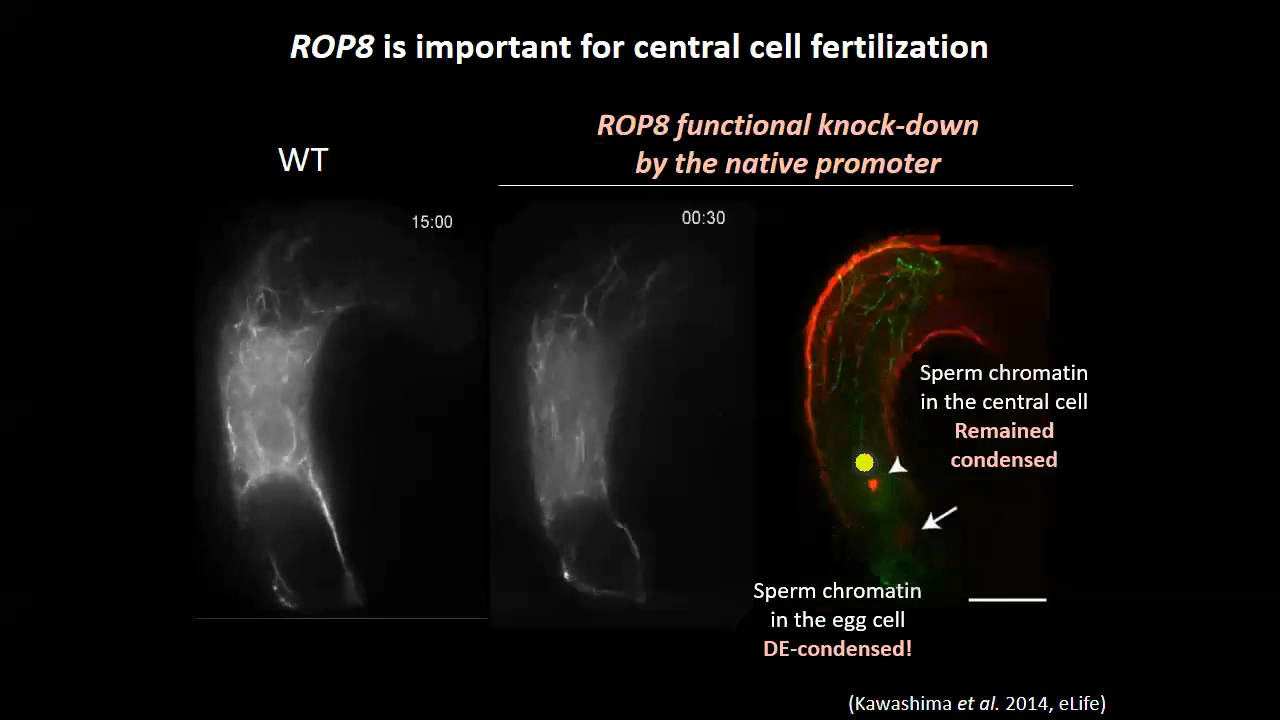 ROP8 is important for central cell fertilization
WT
ROP8 functional knock-down
by the native promoter
15:00
00:30
Sperm chromatin
in the central cell
Remained
condensed
Sperm chromatin
in the egg cell
DE-condensed!
(Kawashima et al. 2014, eLife)